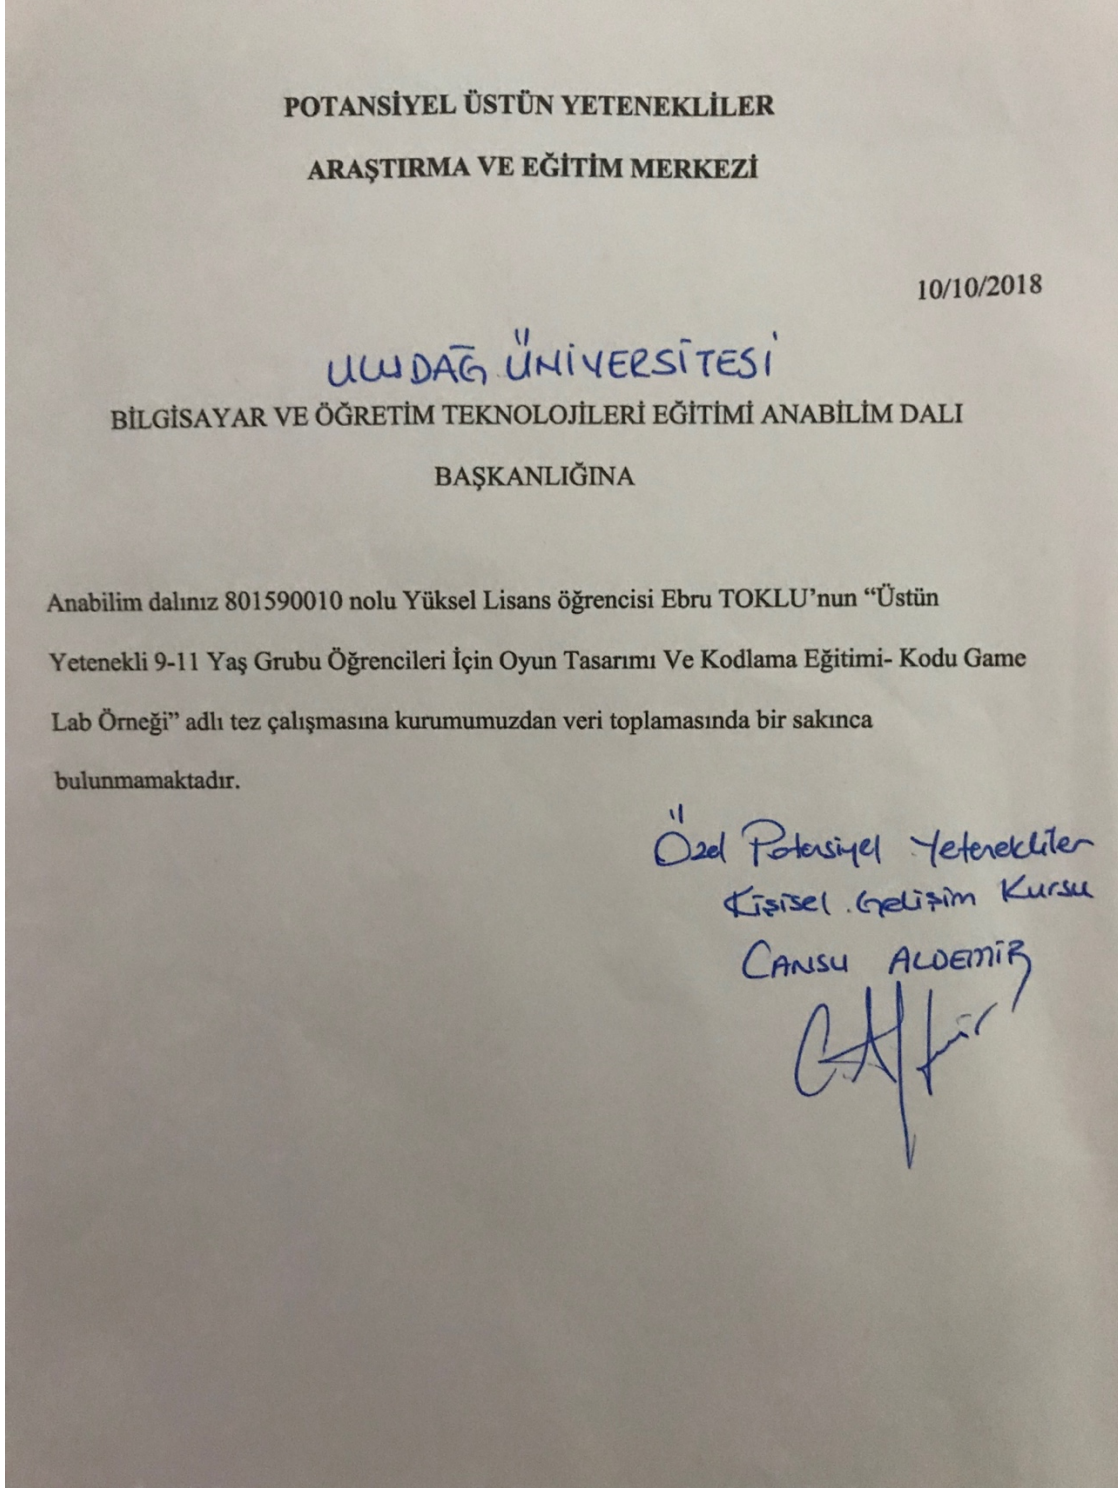 POTANSİYEL ÜSTÜN YETENEKLİLER
ARAŞTIRMA VE EĞİTİM MERKEZİ
10/10/2018
ULUDAĞ ÜNİVERSİTESİ
BİLGİSAYAR VE ÖĞRETİM TEKNOLOJİLERİ EĞİTİMİ ANABİLİM DALI
BAŞKANLIĞINA
Anabilim dalınız 801590010 nolu Yüksel Lisans öğrencisi Ebru TOKLU’nun “Üstün
Yetenekli 9-11 Yaş Grubu Öğrencileri İçin Oyun Tasarımı Ve Kodlama Eğitimi- Kodu Game
Lab Örneği” adlı tez çalışmasına kurumumuzdan veri toplamasında bir sakınca
bulunmamaktadır.
Özel Potansiyel Yetenekliler
Kişisel Gelişim Kursu
CANSU ALDEMİR